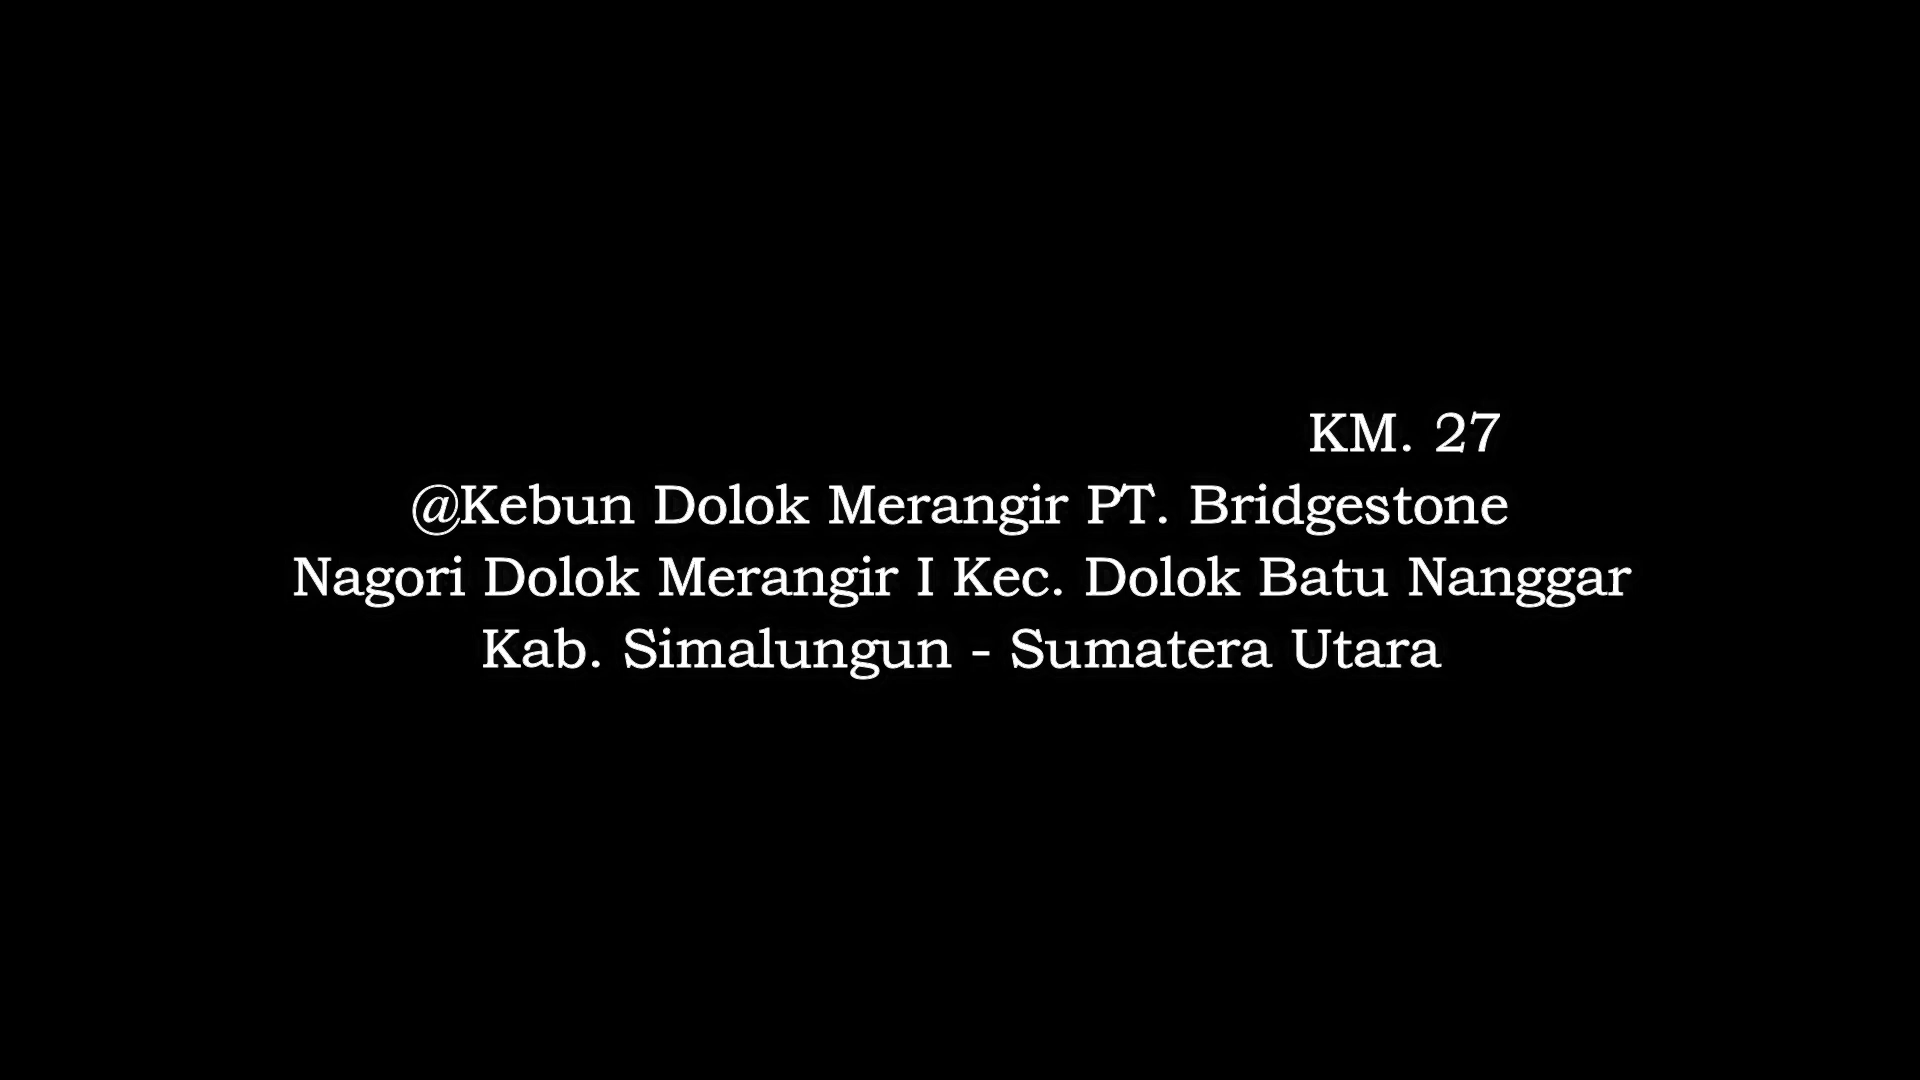 KM. 27
@Kebun Dolok Merangir PT. Bridgestone
Nagori Dolok Merangir I Kec. Dolok Batu Nanggar
Kab. Simalungun - Sumatera Utara